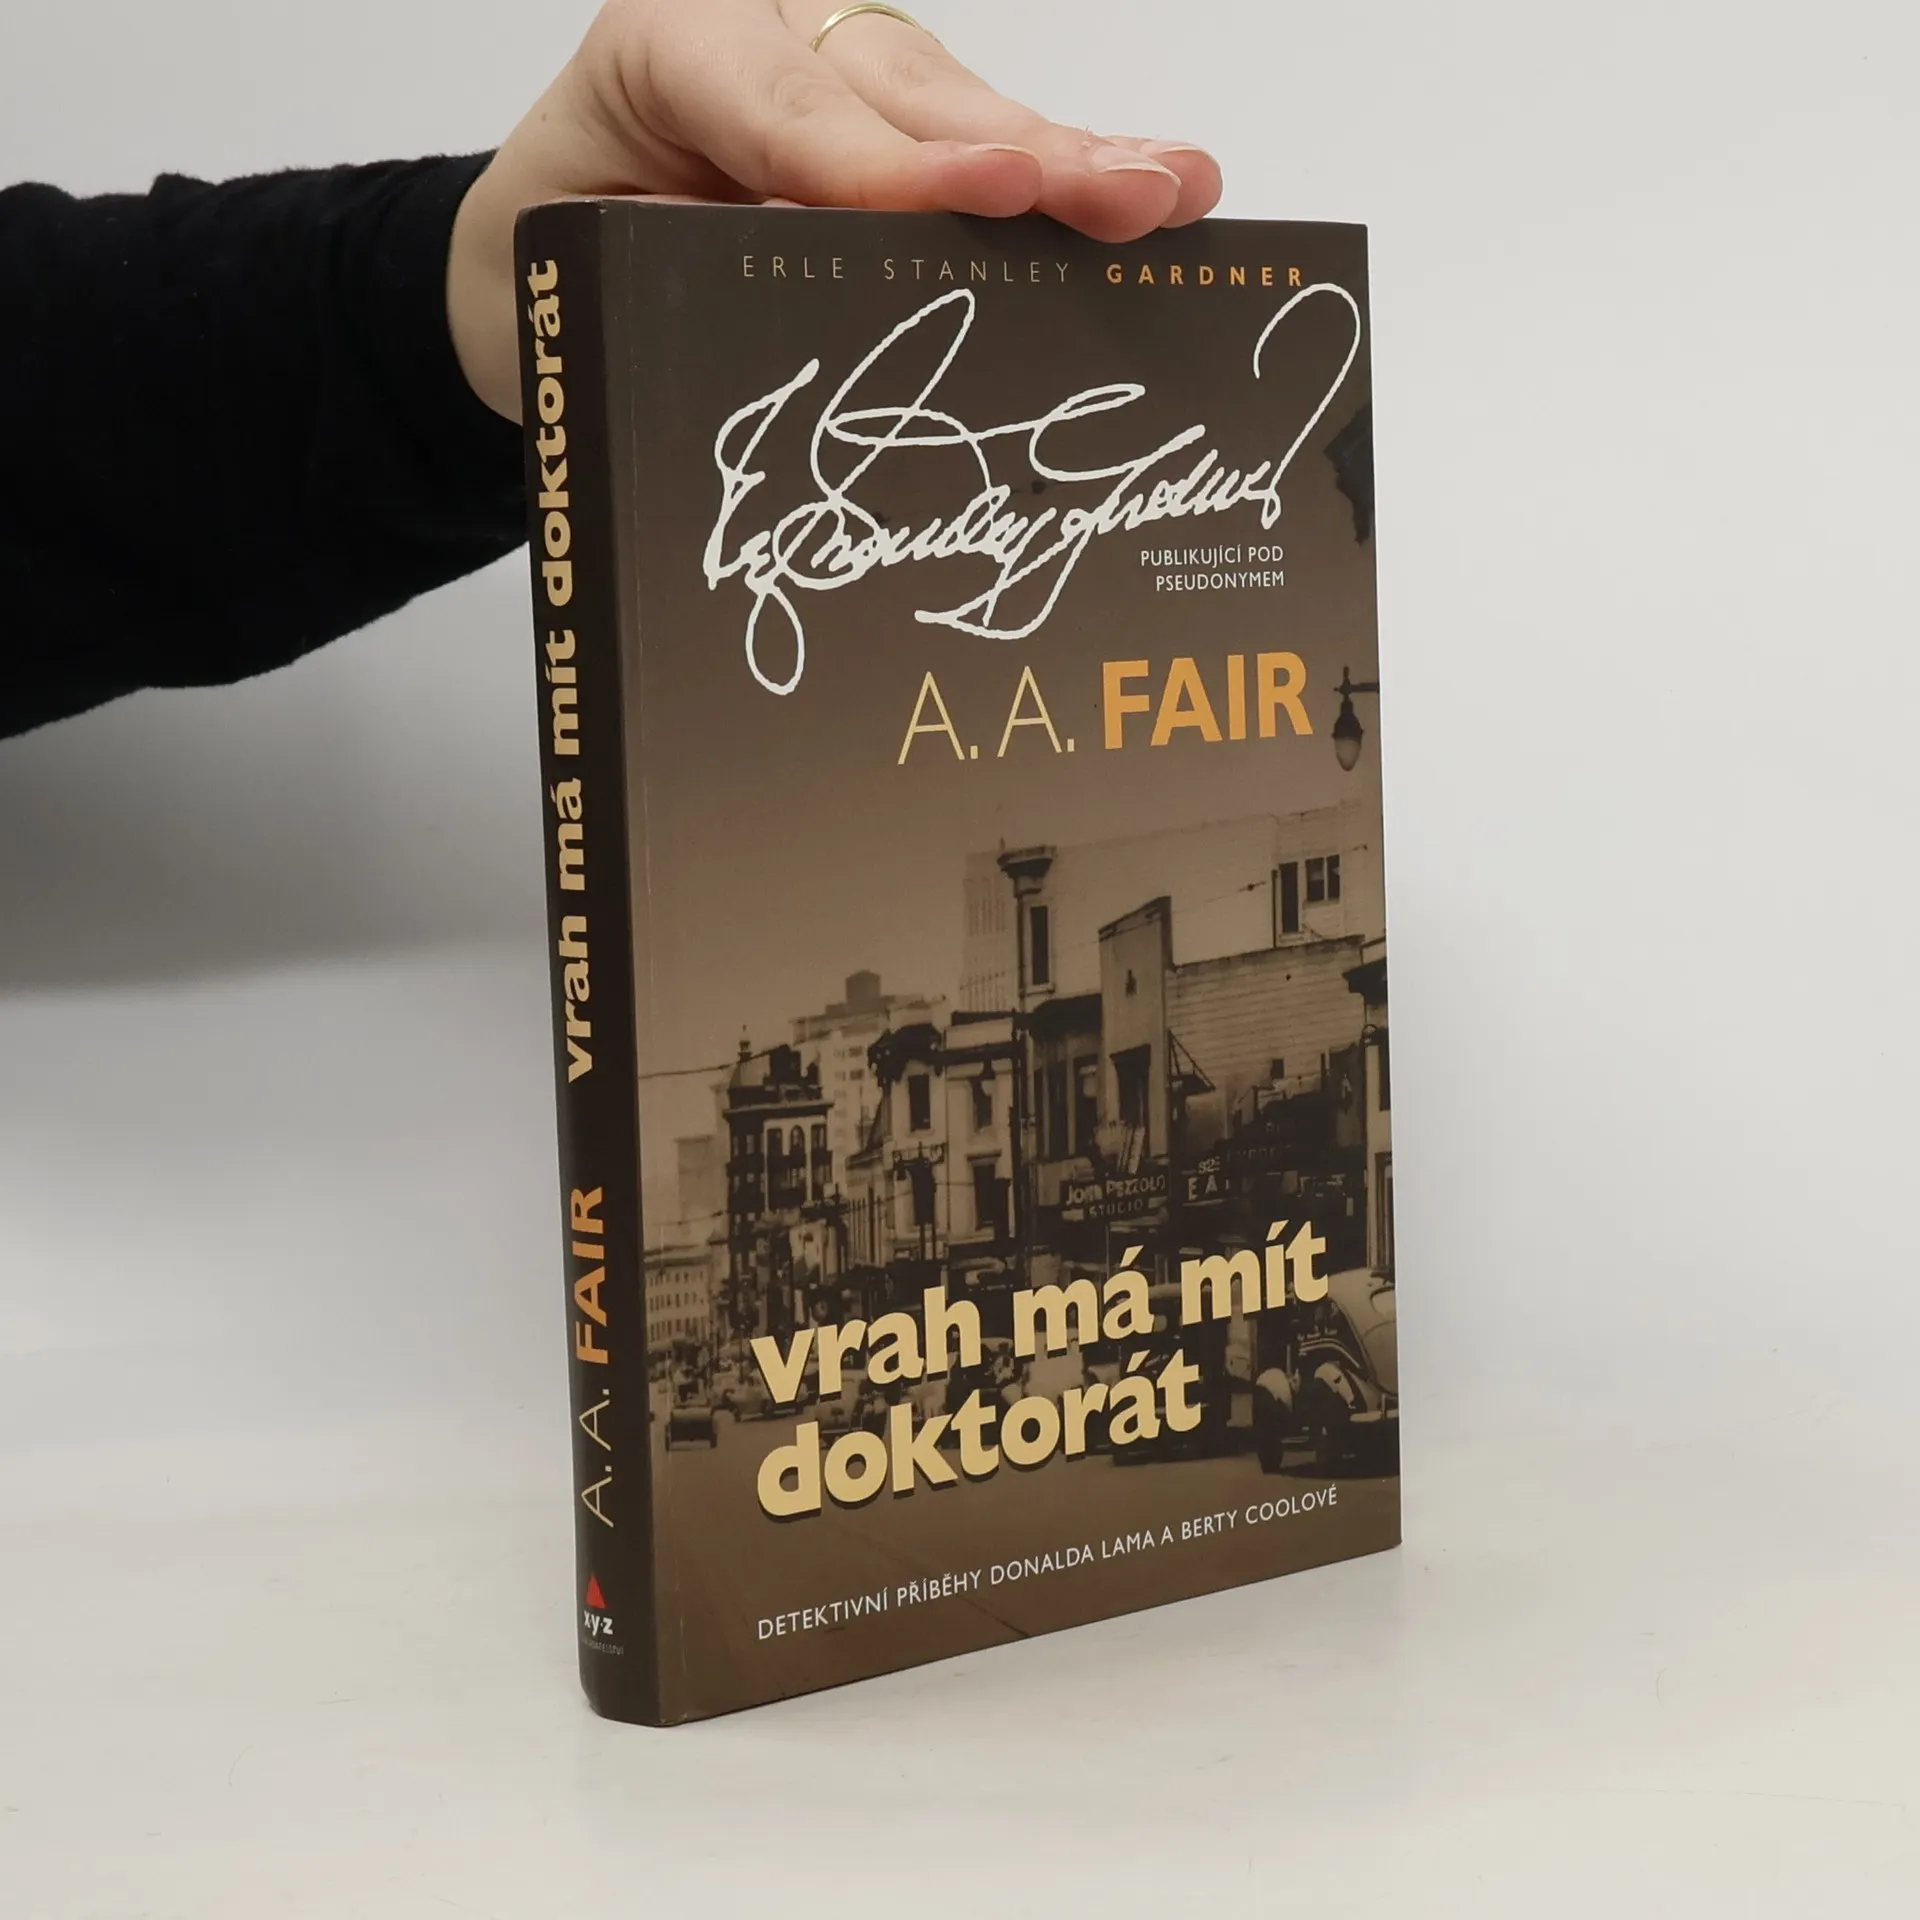 ERLE STANLEY GARDNER
PUBLIKUJÍCÍ POD
PSEUDONYMEM
A. A. FAIR
STUDIO
vrah má mít
doktorát
DETEKTIVNÍ PŘÍBĚHY DONALDA LAMA A BERTY COOLOVÉ
A. A. FAIR vrah má mít doktorát
x·y·z